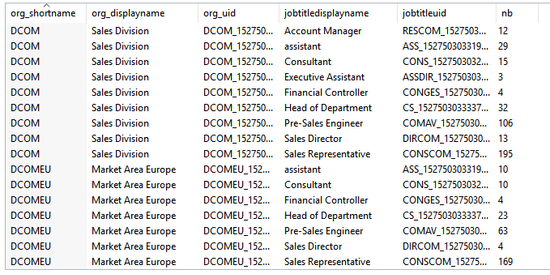 org_shortname org_displayname org_uid jobtitledisplayname jobtitleuid nb
DCOM Sales Division DCOM_152750... Account Manager RESCOM_1527503... 12
DCOM Sales Division DCOM_152750... assistant ASS_152750303319... 29
DCOM Sales Division DCOM_152750... Consultant CONS_1527503032... 15
DCOM Sales Division DCOM_152750... Executive Assistant ASSDIR_152750303... 3
DCOM Sales Division DCOM_152750... Financial Controller CONGES_15275030... 4
DCOM Sales Division DCOM_152750... Head of Department CS_1527503033337... 32
DCOM Sales Division DCOM_152750... Pre-Sales Engineer COMAV_15275030... 106
DCOM Sales Division DCOM_152750... Sales Director DIRCOM_15275030... 13
DCOM Sales Division DCOM_152750... Sales Representative CONSCOM_15275... 195
DCOMEU Market Area Europe DCOMEU_152... assistant ASS_152750303319... 10
DCOMEU Market Area Europe DCOMEU_152... Consultant CONS_1527503032... 10
DCOMEU Market Area Europe DCOMEU_152... Financial Controller CONGES_15275030... 4
DCOMEU Market Area Europe DCOMEU_152... Head of Department CS_1527503033337... 23
DCOMEU Market Area Europe DCOMEU_152... Pre-Sales Engineer COMAV_15275030... 63
DCOMEU Market Area Europe DCOMEU_152... Sales Director DIRCOM_15275030... 4
DCOMEU Market Area Europe DCOMEU_152... Sales Representative CONSCOM_15275... 169